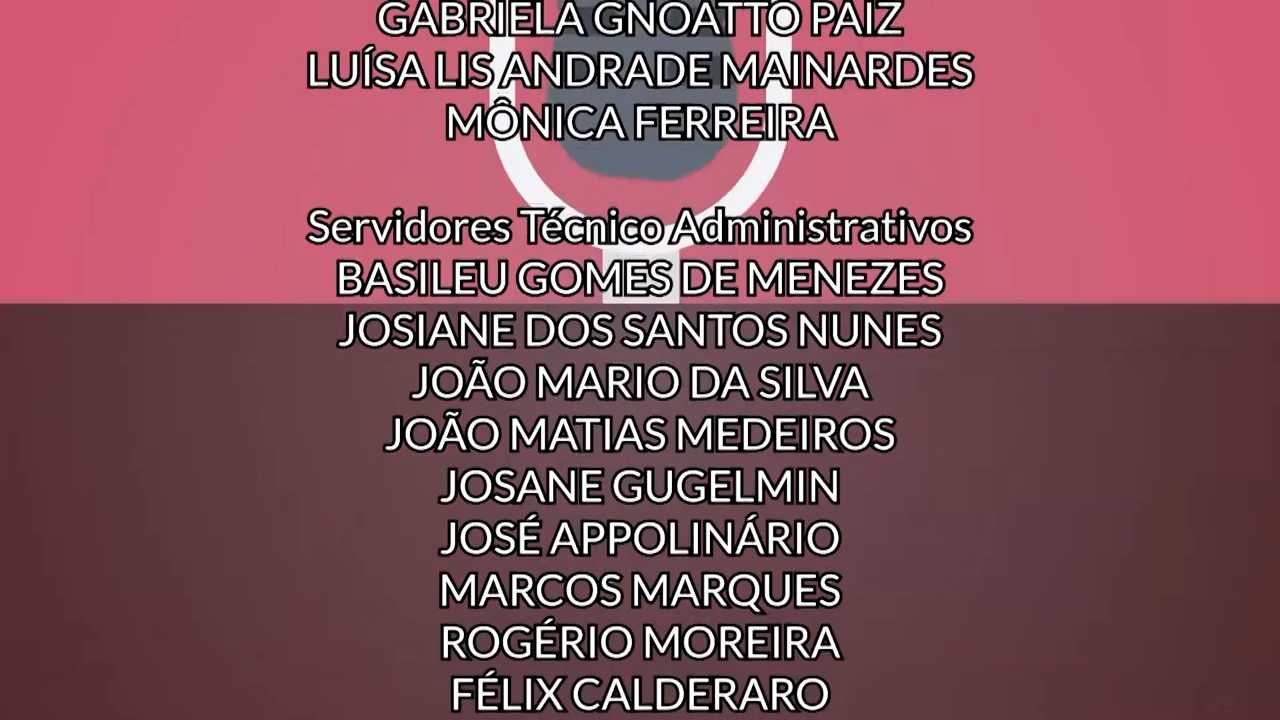 GABRIELA GNOATTO PAIZ
LUÍSA LIS ANDRADE MAINARDES
MÔNICA FERREIRA
Servidores Técnico Administrativos
BASILEU GOMES DE MENEZES
JOSIANE DOS SANTOS NUNES
JOÃO MARIO DA SILVA
JOÃO MATIAS MEDEIROS
JOSANE GUGELMIN
JOSÉ APPOLINÁRIO
MARCOS MARQUES
ROGÉRIO MOREIRA
FÉLIX CALDERARO